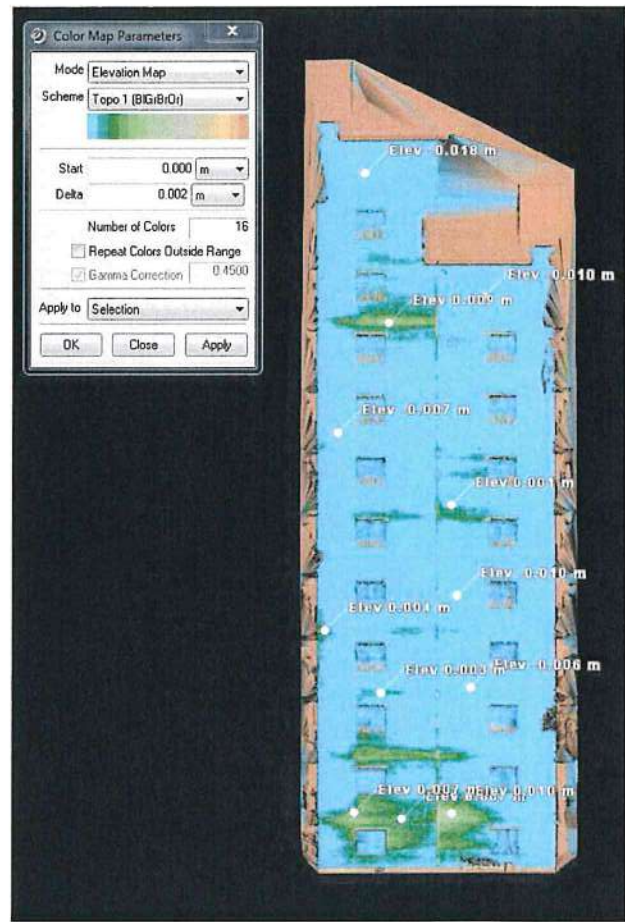 Color Map Parameters
Mode Elevation Map
Scheme Topo 1 (BlGrBrOr)
Start 0.000 m
Delta 0.002 m
Number of Colors 16
Repeat Colors Outside Range
Gamma Correction 0.4500
Apply to Selection
OK Close Apply
Elev -0.018 m
Elev -0.010 m
Elev 0.009 m
Elev -0.007 m
Elev 0.001 m
Elev -0.010 m
Elev 0.004 m
Elev 0.003 m
Elev -0.006 m
Elev 0.007 m
Elev 0.010 m